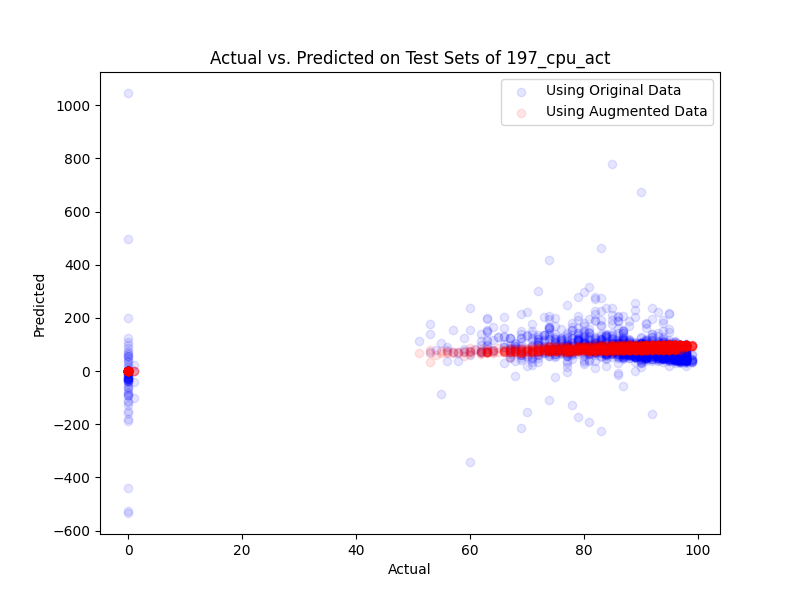 Actual vs. Predicted on Test Sets of 197_cpu_act
Using Original Data
Using Augmented Data
1000
800
600
400
200
0
−200
−400
−600
Predicted
0 20 40 60 80 100
Actual